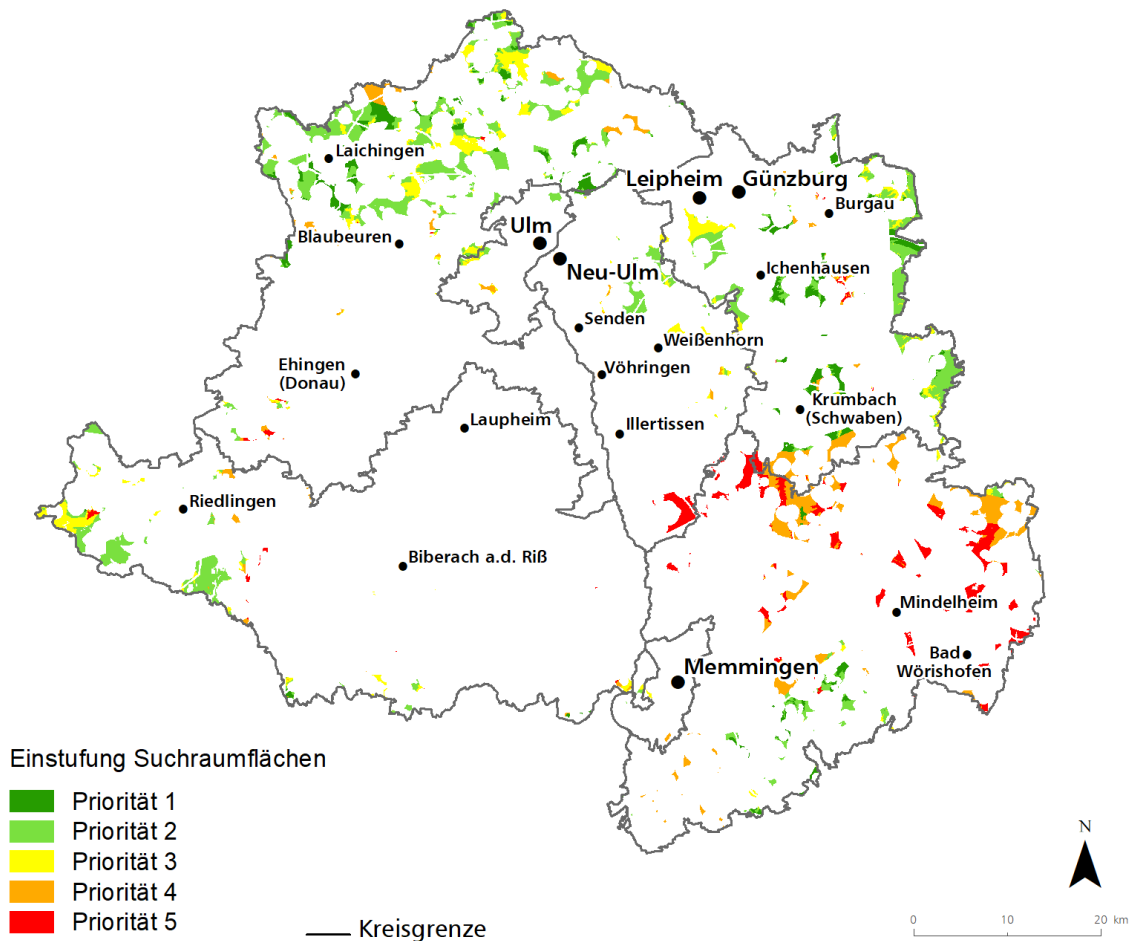 Laichingen
Leipheim
Günzburg
Burgau
Blaubeuren
Ulm
Neu-Ulm
Ichenhausen
Senden
Weißenhorn
Ehingen
(Donau)
Vöhringen
Krumbach
(Schwaben)
Laupheim
Illertissen
Riedlingen
Biberach a.d. Riß
Mindelheim
Bad
Wörishofen
Memmingen
Einstufung Suchraumflächen
Priorität 1
Priorität 2
Priorität 3
Priorität 4
Priorität 5
Kreisgrenze
N
0 10 20 km